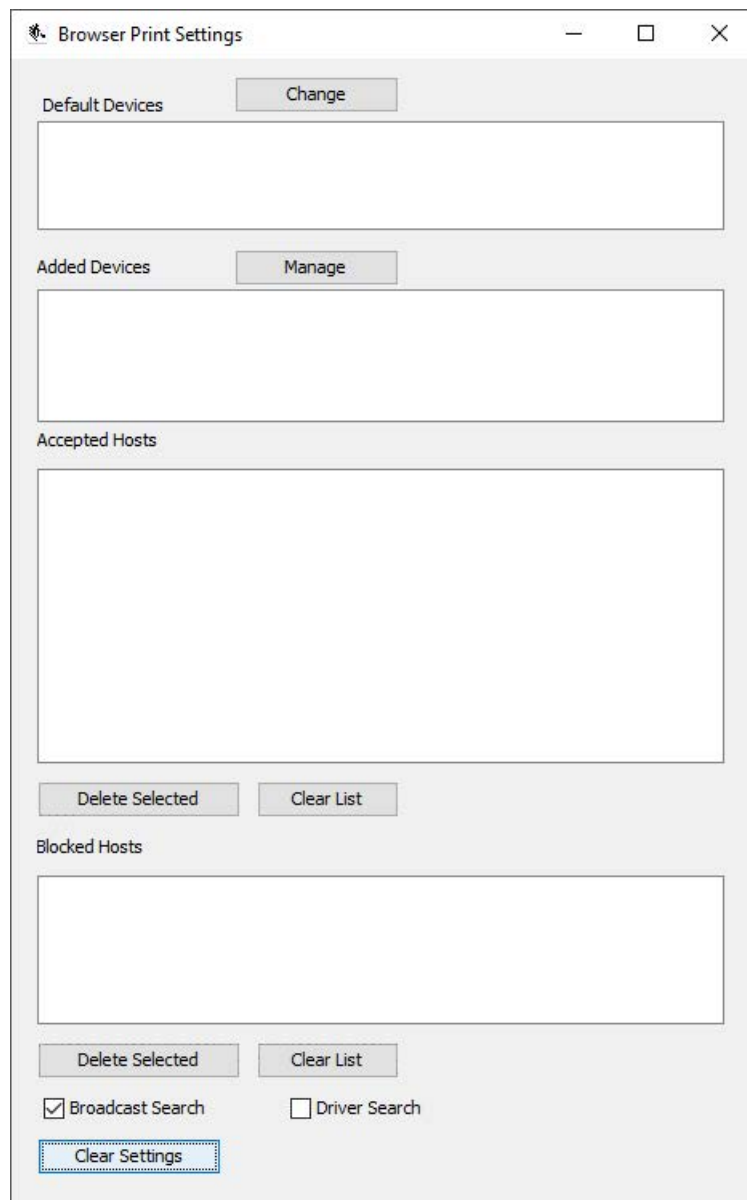 Browser Print Settings
Default Devices Change
Added Devices Manage
Accepted Hosts
Delete Selected Clear List
Blocked Hosts
Delete Selected Clear List
Broadcast Search Driver Search
Clear Settings